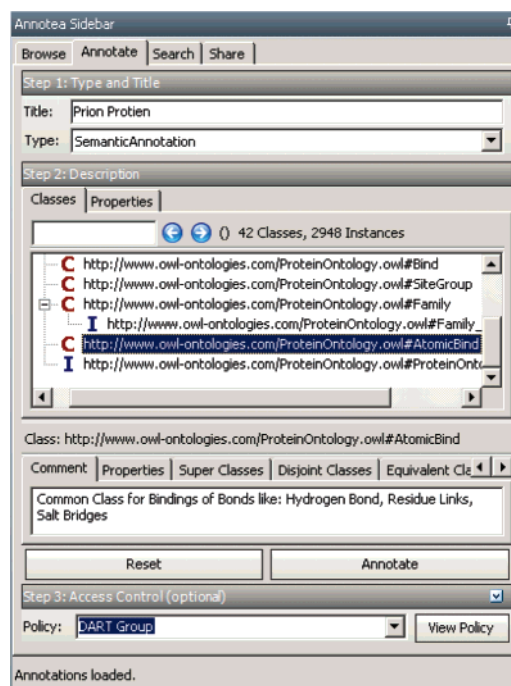 Annotea Sidebar
Browse Annotate Search Share
Step 1: Type and Title
Title: Prion Protien
Type: SemanticAnnotation
Step 2: Description
Classes Properties
() 42 Classes, 2948 Instances
C http://www.owl-ontologies.com/ProteinOntology.owl#Bind
C http://www.owl-ontologies.com/ProteinOntology.owl#SiteGroup
C http://www.owl-ontologies.com/ProteinOntology.owl#Family
I http://www.owl-ontologies.com/ProteinOntology.owl#Family_
C http://www.owl-ontologies.com/ProteinOntology.owl#AtomicBind
I http://www.owl-ontologies.com/ProteinOntology.owl#ProteinOnto
Class: http://www.owl-ontologies.com/ProteinOntology.owl#AtomicBind
Comment Properties Super Classes Disjoint Classes Equivalent Cla
Common Class for Bindings of Bonds like: Hydrogen Bond, Residue Links,
Salt Bridges
Reset Annotate
Step 3: Access Control (optional)
Policy: DART Group View Policy
Annotations loaded.